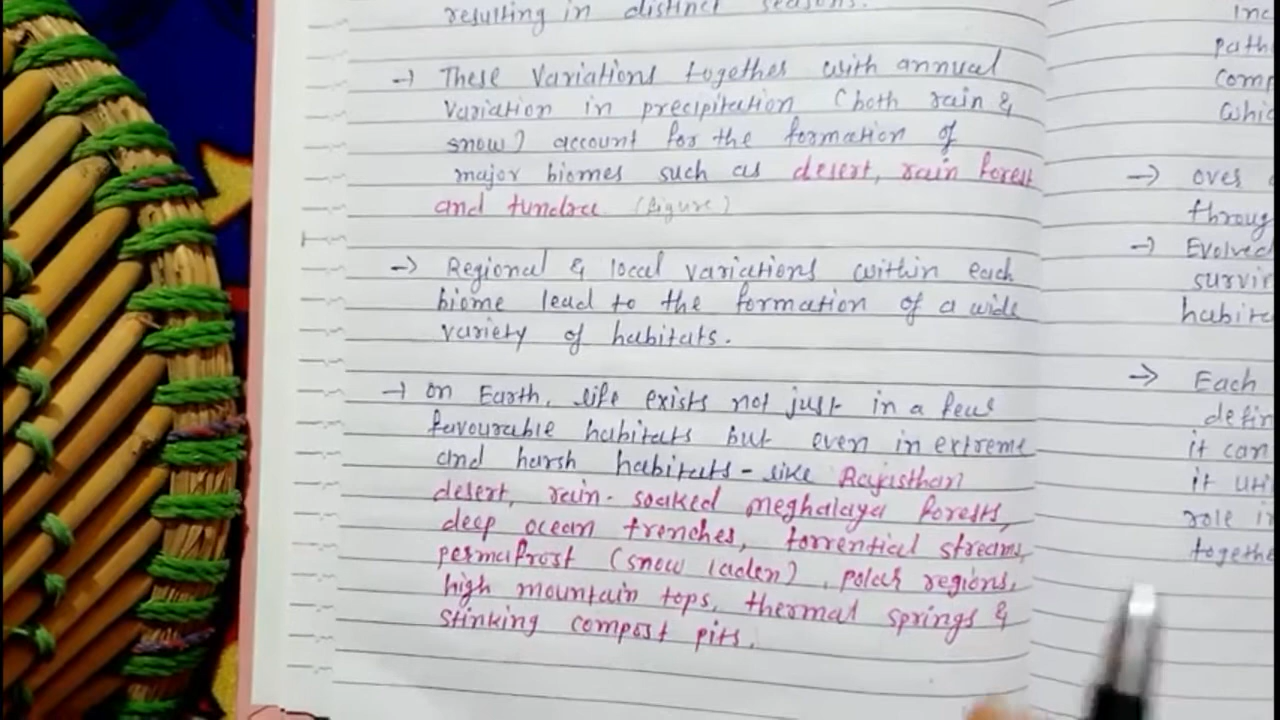 resulting in distinct seasons.
→ These Variations together with annual
Variation in precipitation (both rain &
snow) account for the formation of
major biomes such as desert, rain forest
and tundra (figure)
→ Regional & local variations within each
biome lead to the formation of a wide
variety of habitats.
→ On Earth, life exists not just in a few
favourable habitats but even in extreme
and harsh habitats - like Rajisthan
desert, rain-soaked meghalaya forests,
deep ocean trenches, torrential streams,
permafrost (snow laden), polar regions,
high mountain tops, thermal springs &
stinking compost pits.
inc
path
comp
whic
→ over
throug
→ Evolved
surviv
habita
→ Each
defin
it can
it uti
role i
togethe